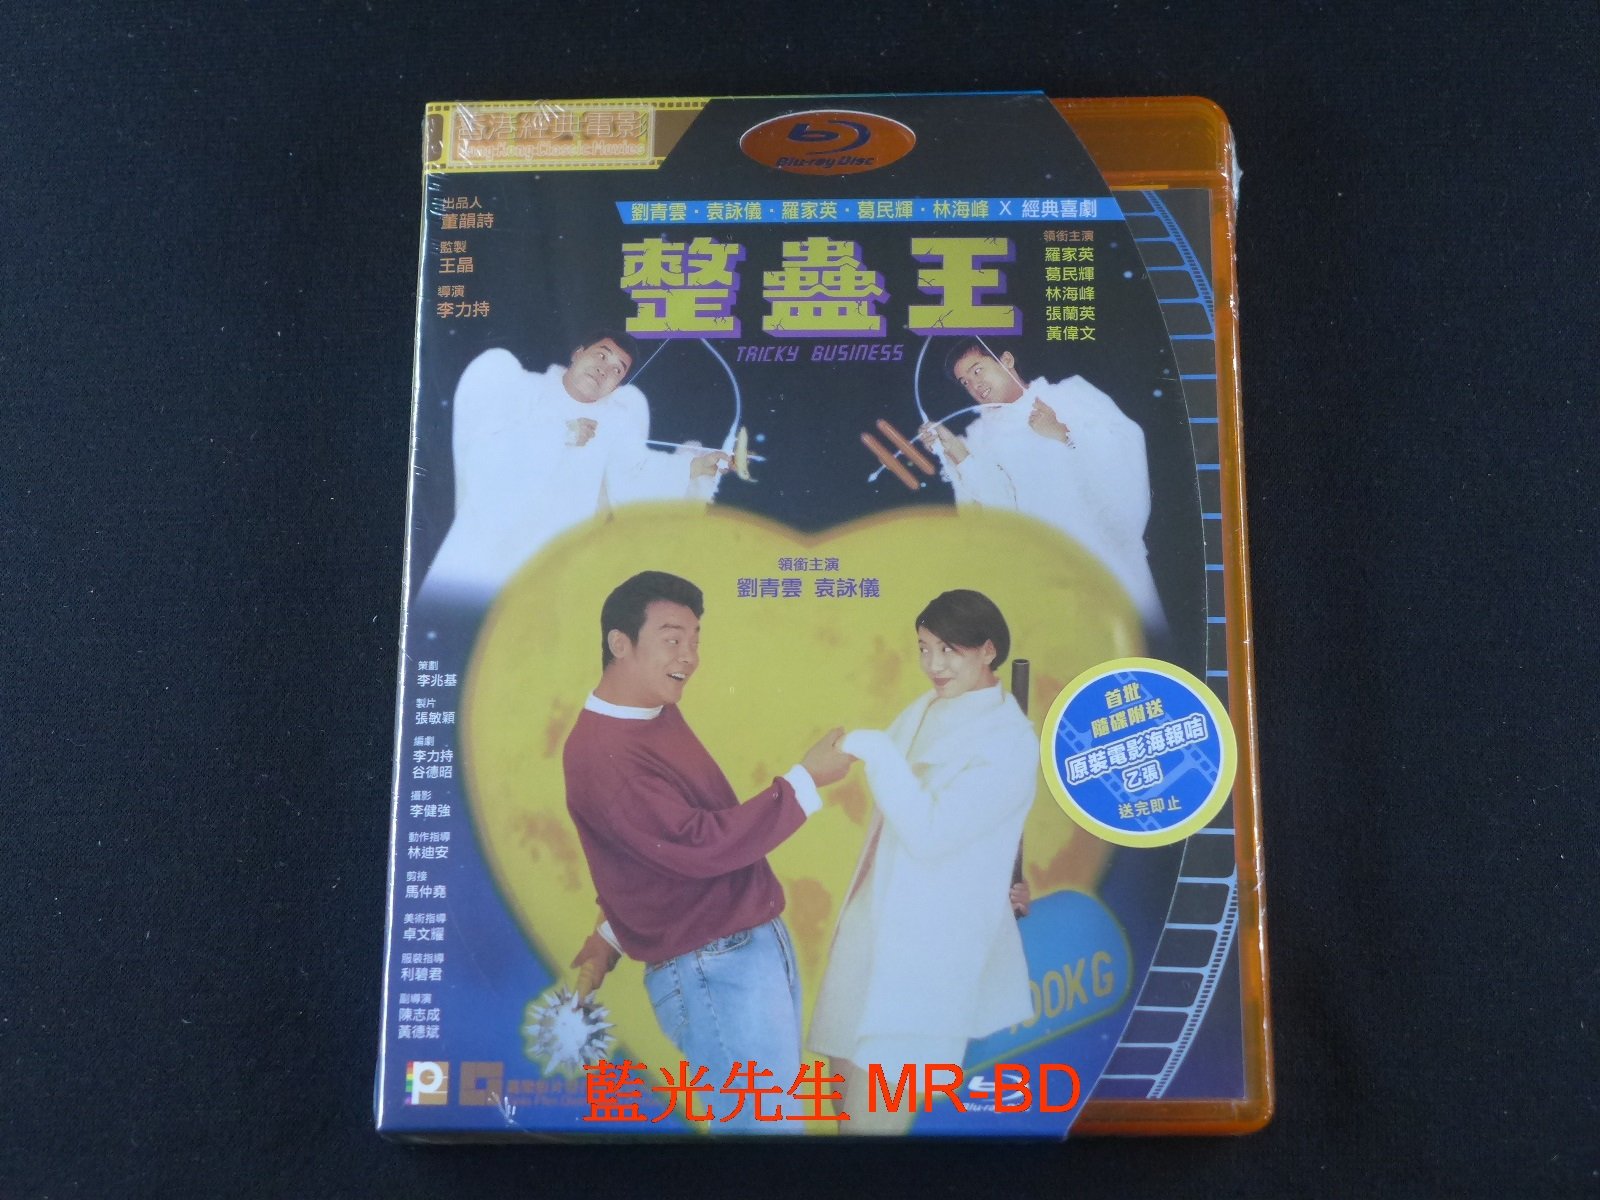 香港經典電影
Hong Kong Classic Movies
Blu-ray Disc
出品人
董韻詩
監製
王晶
導演
李力持
劉青雲·袁詠儀·羅家英·葛民輝·林海峰 X 經典喜劇
整蠱王
TRICKY BUSINESS
領銜主演
羅家英
葛民輝
林海峰
張蘭英
黃偉文
領銜主演
劉青雲 袁詠儀
策劃
李兆基
製片
張敏穎
編劇
李力持
谷德昭
攝影
李健強
動作指導
林迪安
剪接
馬仲堯
美術指導
卓文耀
服裝指導
利碧君
副導演
陳志成
黃德斌
首批
隨碟附送
原裝電影海報咭
乙張
送完即止
100KG
藍光先生 MR-BD